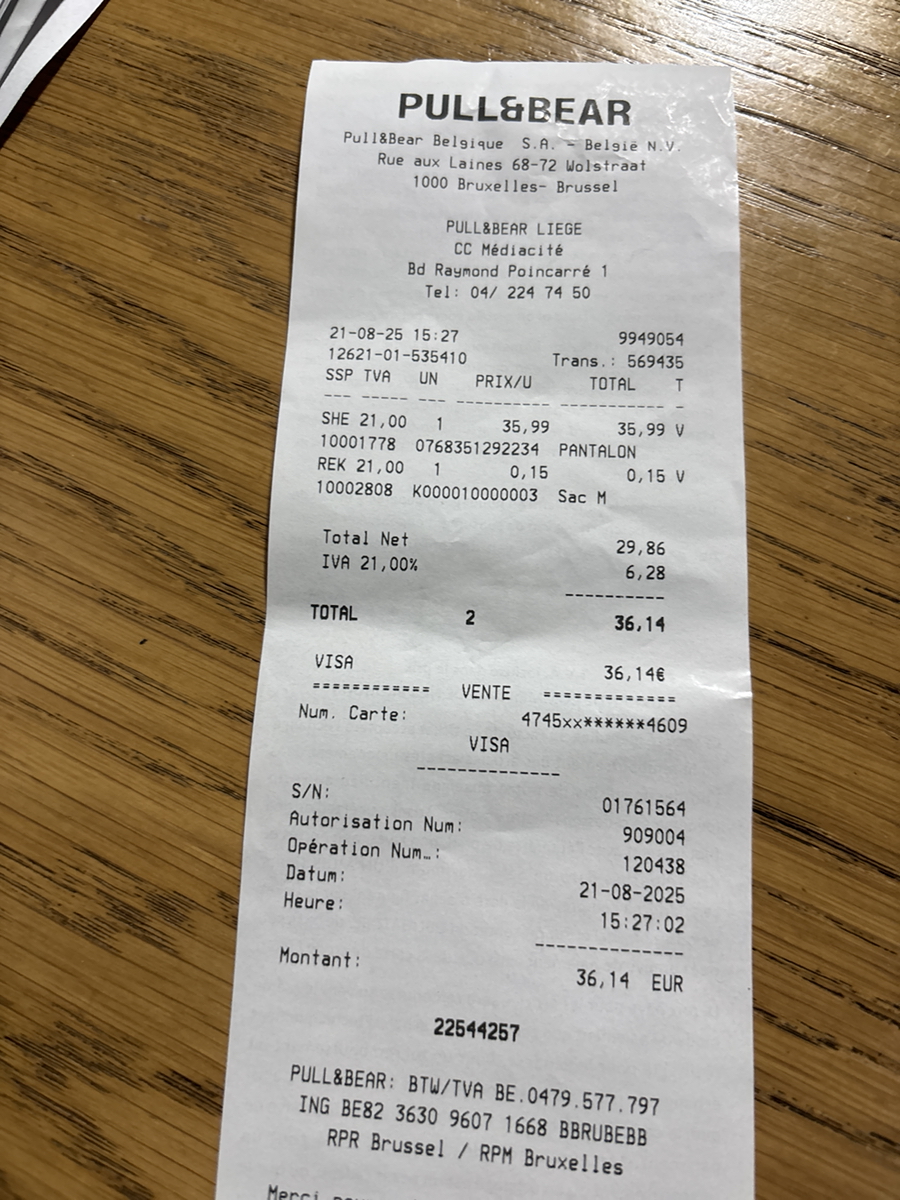 PULL&BEAR
Pull&Bear Belgique S.A. - België N.V.
Rue aux Laines 68-72 Wolstraat
1000 Bruxelles- Brussel
PULL&BEAR LIEGE
CC Médiacité
Bd Raymond Poincarré 1
Tel: 04/ 224 74 50
21-08-25 15:27 9949054
12621-01-535410 Trans.: 569435
SSP TVA UN PRIX/U TOTAL T
--- ----- --- ---------- ------------ -
SHE 21,00 1 35,99 35,99 V
10001778 0768351292234 PANTALON
REK 21,00 1 0,15 0,15 V
10002808 K000010000003 Sac M
Total Net 29,86
IVA 21,00% 6,28
----------
TOTAL 2 36,14
VISA 36,14€
============ VENTE =============
Num. Carte: 4745xx******4609
VISA
--------------
S/N: 01761564
Autorisation Num: 909004
Opération Num…: 120438
Datum: 21-08-2025
Heure: 15:27:02
-------------
Montant: 36,14 EUR
22544257
PULL&BEAR: BTW/TVA BE.0479.577.797
ING BE82 3630 9607 1668 BBRUBEBB
RPR Brussel / RPM Bruxelles
Merci